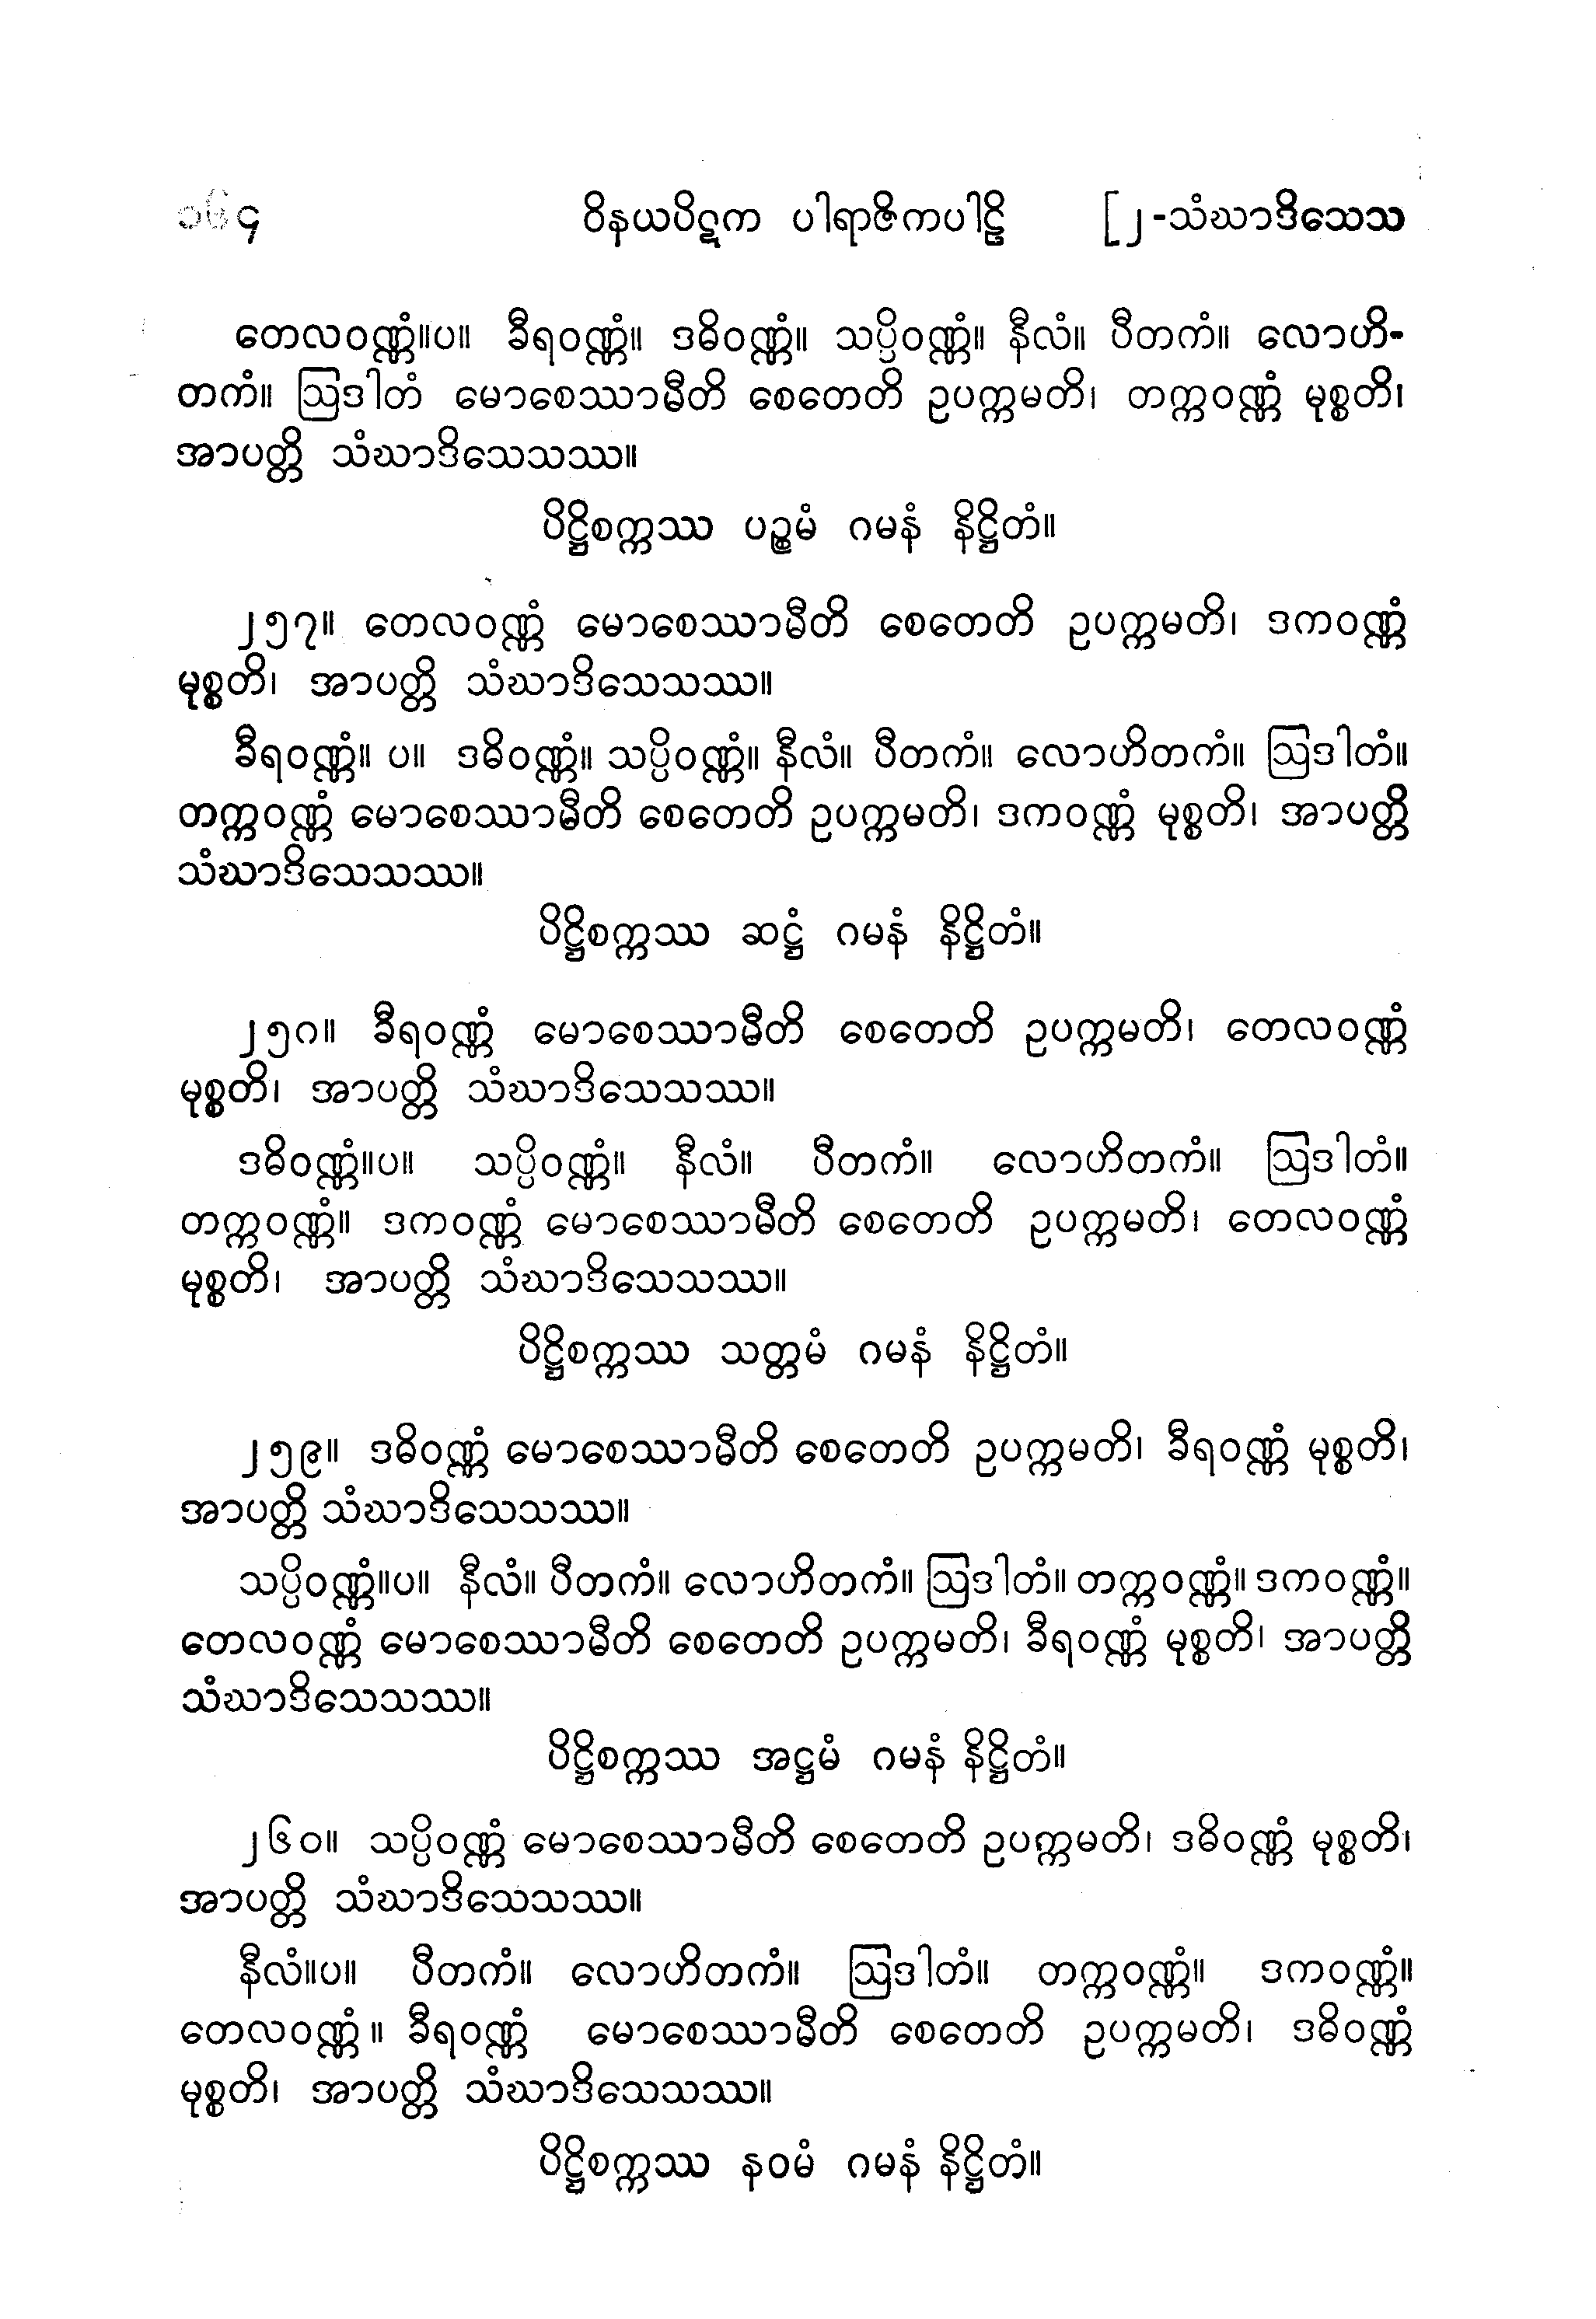 ၁၆၄ ဝိနယပိဋက ပါရာဇိကပါဠိ [၂-သံဃာဒိသေသ
တေလဝဏ္ဏံ။ပ။ ခီရဝဏ္ဏံ။ ဒဓိဝဏ္ဏံ။ သပ္ပိဝဏ္ဏံ။ နီလံ။ ပီတကံ။ လောဟိ-
တကံ။ ဩဒါတံ မောစေဿာမီတိ စေတေတိ ဥပက္ကမတိ၊ တက္ကဝဏ္ဏံ မုစ္စတိ၊
အာပတ္တိ သံဃာဒိသေသဿ။
ပိဋ္ဌိစက္ကဿ ပဉ္စမံ ဂမနံ နိဋ္ဌိတံ။
၂၅၇။ တေလဝဏ္ဏံ မောစေဿာမီတိ စေတေတိ ဥပက္ကမတိ၊ ဒကဝဏ္ဏံ
မုစ္စတိ၊ အာပတ္တိ သံဃာဒိသေသဿ။
ခီရဝဏ္ဏံ။ ပ။ ဒဓိဝဏ္ဏံ။ သပ္ပိဝဏ္ဏံ။ နီလံ။ ပီတကံ။ လောဟိတကံ။ ဩဒါတံ။
တက္ကဝဏ္ဏံ မောစေဿာမီတိ စေတေတိ ဥပက္ကမတိ၊ ဒကဝဏ္ဏံ မုစ္စတိ၊ အာပတ္တိ
သံဃာဒိသေသဿ။
ပိဋ္ဌိစက္ကဿ ဆဋ္ဌံ ဂမနံ နိဋ္ဌိတံ။
၂၅၈။ ခီရဝဏ္ဏံ မောစေဿာမီတိ စေတေတိ ဥပက္ကမတိ၊ တေလဝဏ္ဏံ
မုစ္စတိ၊ အာပတ္တိ သံဃာဒိသေသဿ။
ဒဓိဝဏ္ဏံ။ပ။ သပ္ပိဝဏ္ဏံ။ နီလံ။ ပီတကံ။ လောဟိတကံ။ ဩဒါတံ။
တက္ကဝဏ္ဏံ။ ဒကဝဏ္ဏံ မောစေဿာမီတိ စေတေတိ ဥပက္ကမတိ၊ တေလဝဏ္ဏံ
မုစ္စတိ၊ အာပတ္တိ သံဃာဒိသေသဿ။
ပိဋ္ဌိစက္ကဿ သတ္တမံ ဂမနံ နိဋ္ဌိတံ။
၂၅၉။ ဒဓိဝဏ္ဏံ မောစေဿာမီတိ စေတေတိ ဥပက္ကမတိ၊ ခီရဝဏ္ဏံ မုစ္စတိ၊
အာပတ္တိ သံဃာဒိသေသဿ။
သပ္ပိဝဏ္ဏံ။ပ။ နီလံ။ ပီတကံ။ လောဟိတကံ။ ဩဒါတံ။ တက္ကဝဏ္ဏံ။ ဒကဝဏ္ဏံ။
တေလဝဏ္ဏံ မောစေဿာမီတိ စေတေတိ ဥပက္ကမတိ၊ ခီရဝဏ္ဏံ မုစ္စတိ၊ အာပတ္တိ
သံဃာဒိသေသဿ။
ပိဋ္ဌိစက္ကဿ အဋ္ဌမံ ဂမနံ နိဋ္ဌိတံ။
၂၆၀။ သပ္ပိဝဏ္ဏံ မောစေဿာမီတိ စေတေတိ ဥပက္ကမတိ၊ ဒဓိဝဏ္ဏံ မုစ္စတိ၊
အာပတ္တိ သံဃာဒိသေသဿ။
နီလံ။ပ။ ပီတကံ။ လောဟိတကံ။ ဩဒါတံ။ တက္ကဝဏ္ဏံ။ ဒကဝဏ္ဏံ။
တေလဝဏ္ဏံ။ ခီရဝဏ္ဏံ မောစေဿာမီတိ စေတေတိ ဥပက္ကမတိ၊ ဒဓိဝဏ္ဏံ
မုစ္စတိ၊ အာပတ္တိ သံဃာဒိသေသဿ။
ပိဋ္ဌိစက္ကဿ နဝမံ ဂမနံ နိဋ္ဌိတံ။